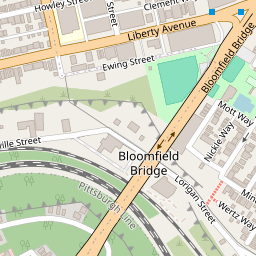 Howley Street
Street
Clement Way
Liberty Avenue
Ewing Street
Bloomfield Bridge
Mott Way
Nickle Way
ville Street
Bloomfield
Bridge
Pittsburgh Line
Lorigan Street
Wertz Way